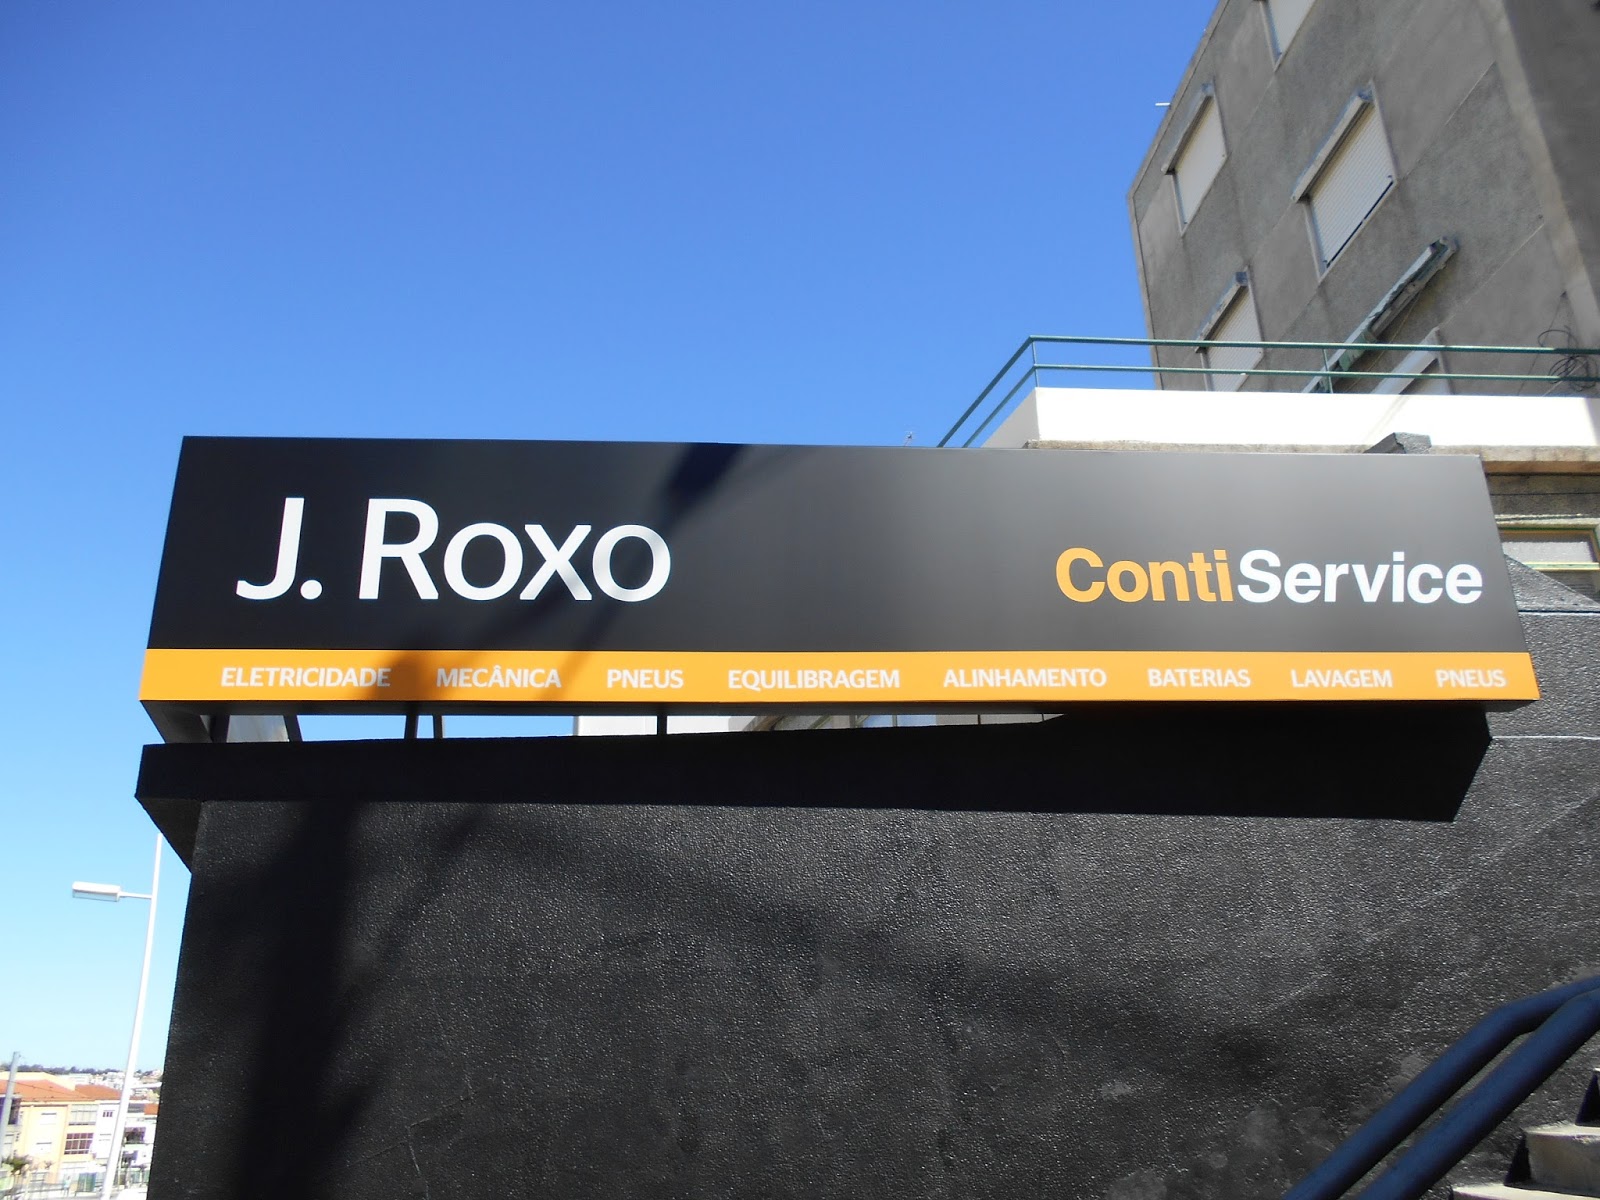 J. ROXO
ContiService
ELETRICIDADE MECÂNICA PNEUS EQUILIBRAGEM ALINHAMENTO BATERIAS LAVAGEM PNEUS